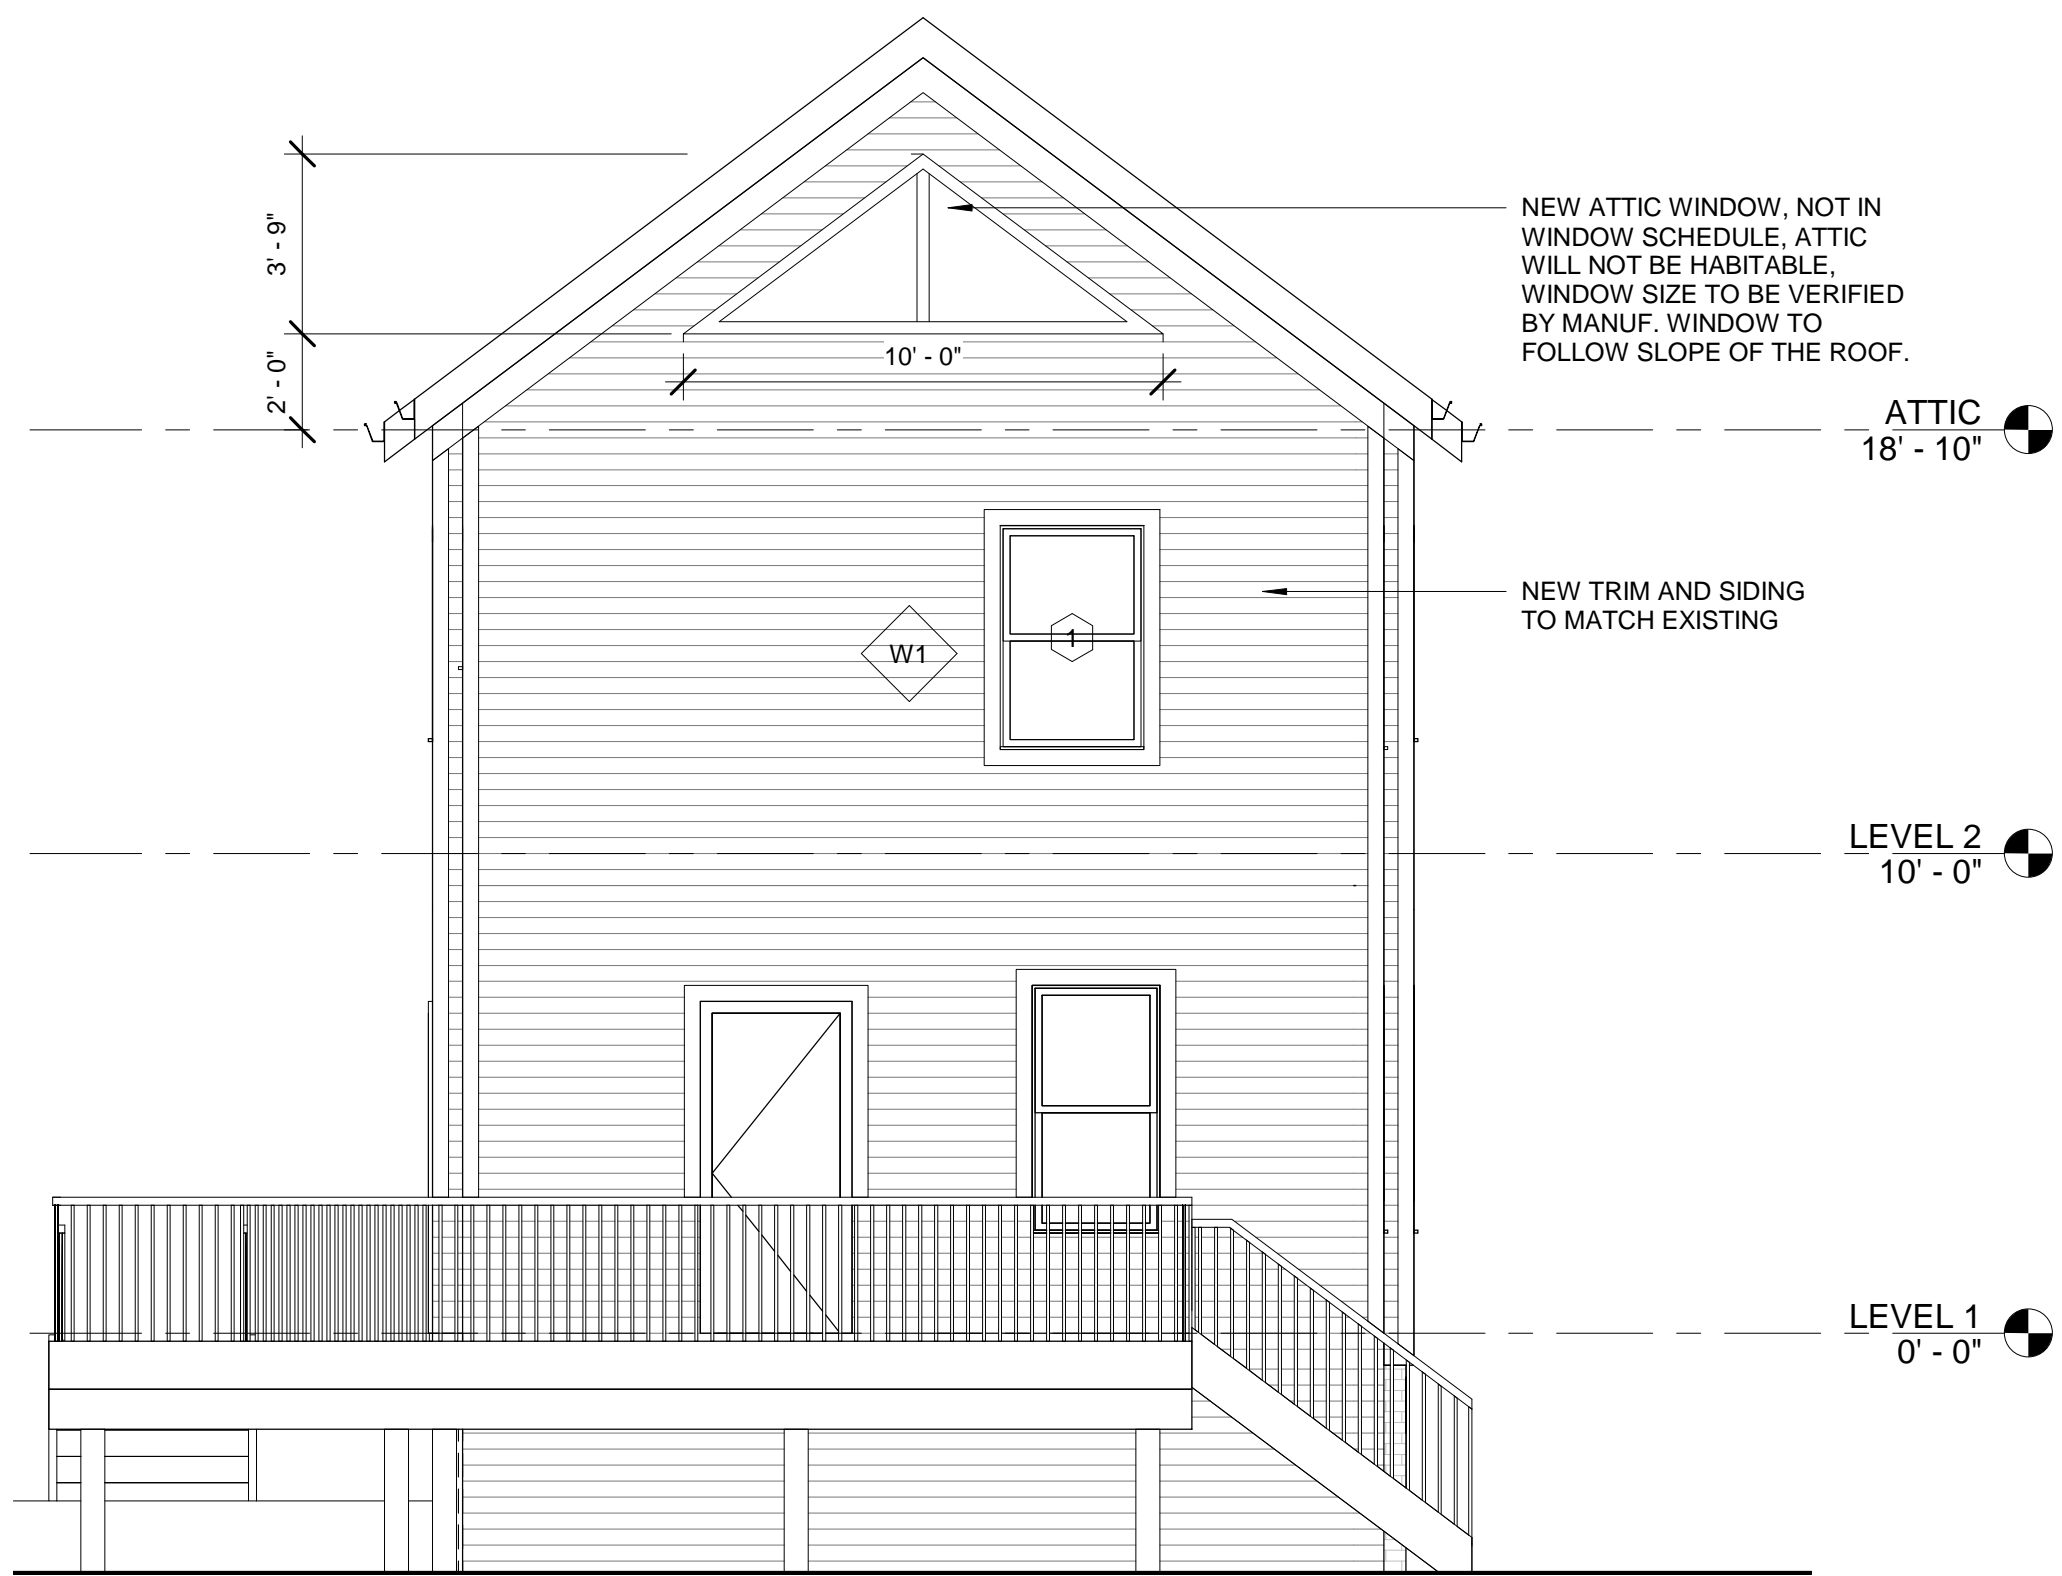 3' - 9"
2' - 0"
10' - 0"
NEW ATTIC WINDOW, NOT IN
WINDOW SCHEDULE, ATTIC
WILL NOT BE HABITABLE,
WINDOW SIZE TO BE VERIFIED
BY MANUF. WINDOW TO
FOLLOW SLOPE OF THE ROOF.
ATTIC
18' - 10"
NEW TRIM AND SIDING
TO MATCH EXISTING
W1
1
LEVEL 2
10' - 0"
LEVEL 1
0' - 0"